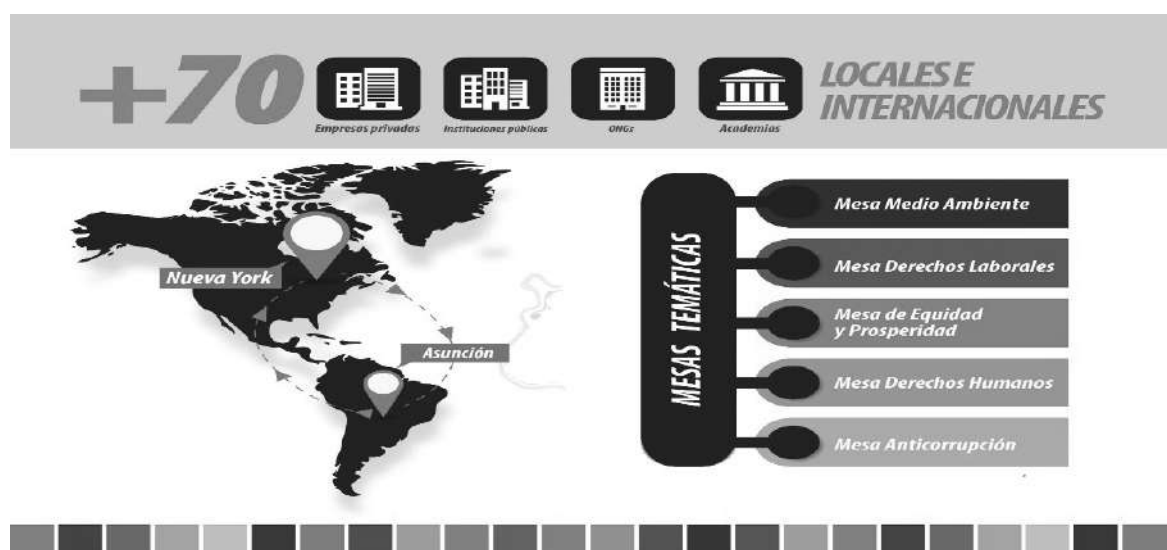 +70
Empresas privadas
Instituciones públicas
ONGs
Academias
LOCALES E
INTERNACIONALES
Nueva York
Asunción
MESAS TEMÁTICAS
Mesa Medio Ambiente
Mesa Derechos Laborales
Mesa de Equidad
y Prosperidad
Mesa Derechos Humanos
Mesa Anticorrupción